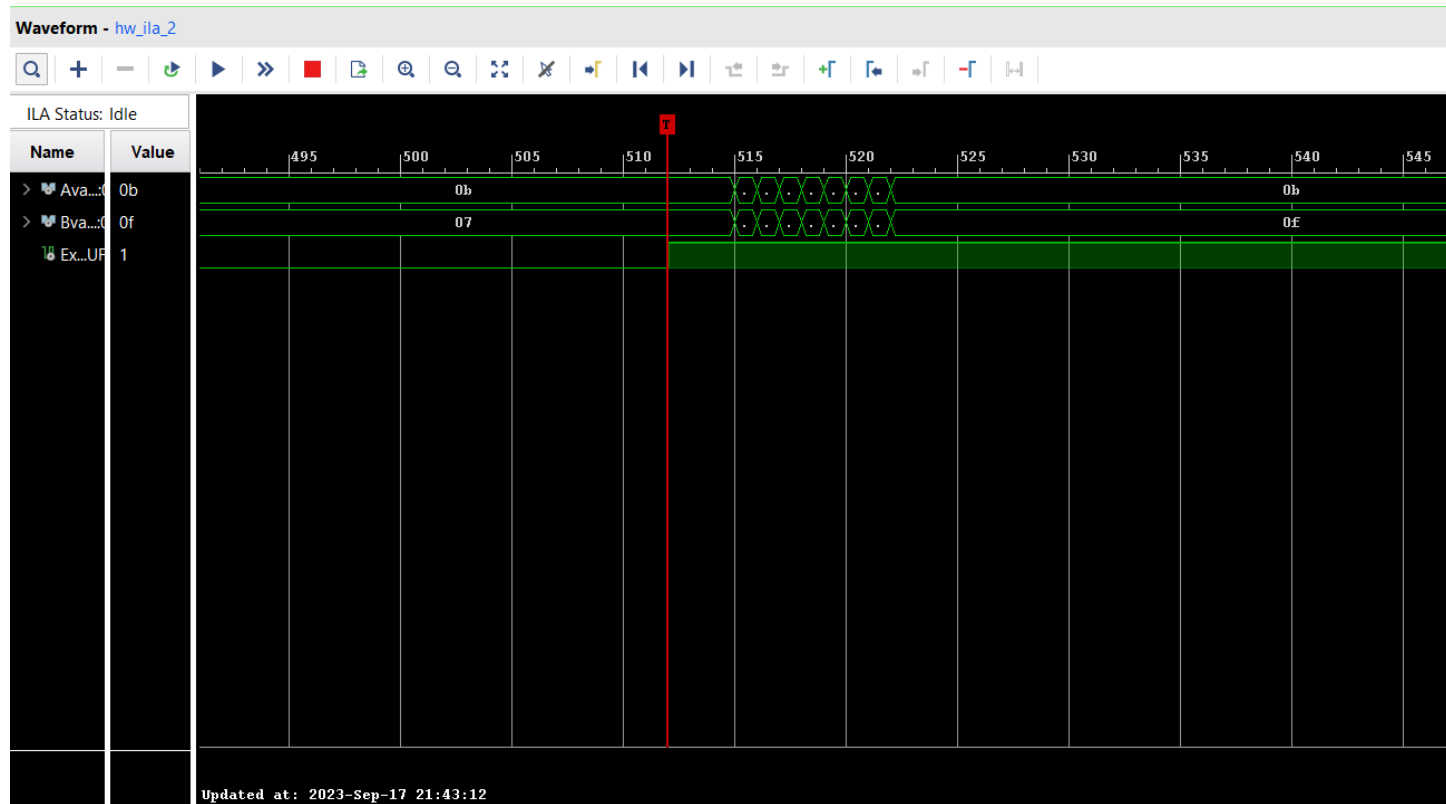 Waveform - hw_ila_2
ILA Status: Idle
Name Value
T
495 500 505 510 515 520 525 530 535 540 545
Ava...:0 0b 0b 0b
Bva...:0 0f 07 0f
Ex...UF 1
Updated at: 2023-Sep-17 21:43:12